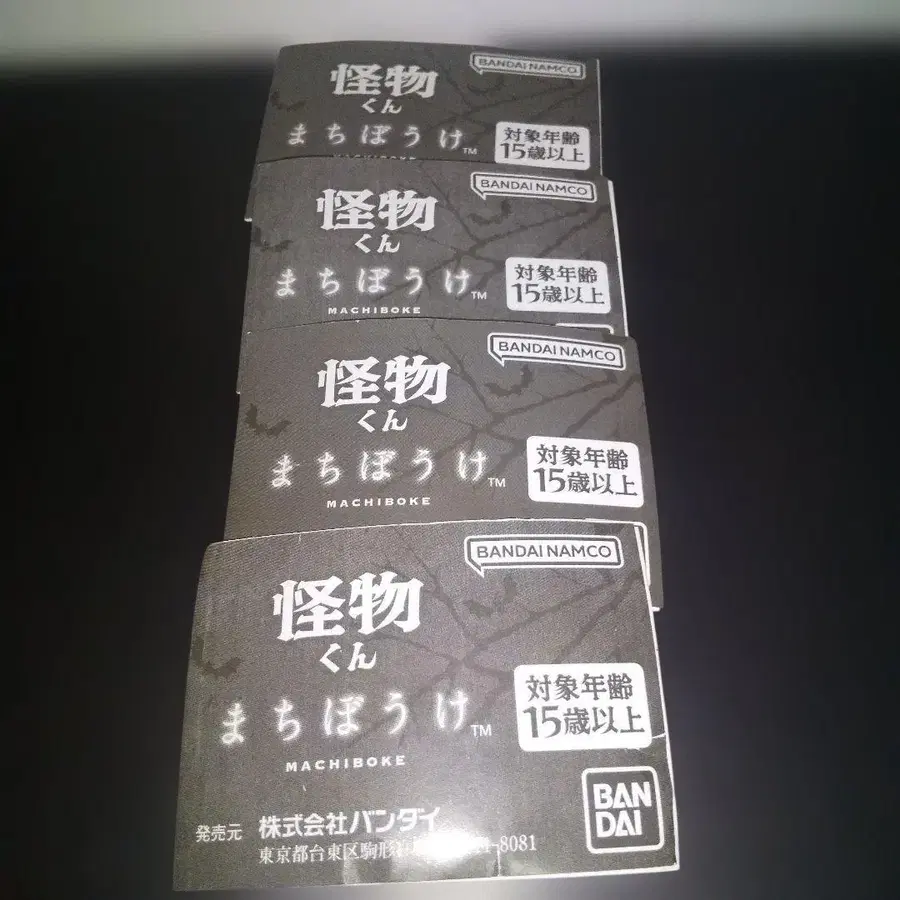 BANDAI NAMCO
怪物
くん
まちぼうけ™
対象年齢
15歳以上
BANDAI NAMCO
怪物
くん
まちぼうけ™
MACHIBOKE
対象年齢
15歳以上
BANDAI NAMCO
怪物
くん
まちぼうけ™
MACHIBOKE
対象年齢
15歳以上
BANDAI NAMCO
怪物
くん
まちぼうけ™
MACHIBOKE
対象年齢
15歳以上
BAN
DAI
発売元 株式会社バンダイ
東京都台東区駒形 -8081